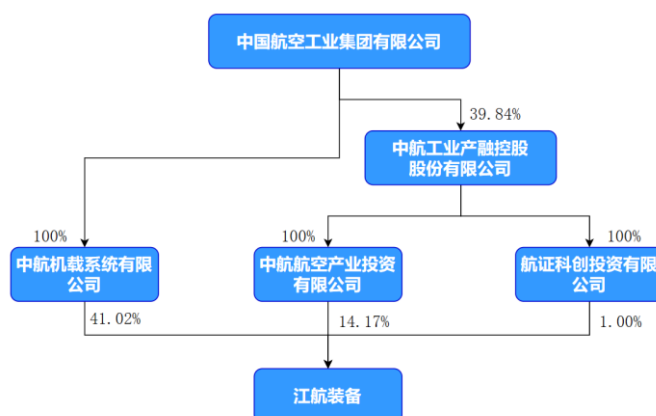 中国航空工业集团有限公司
39.84%
中航工业产融控股
股份有限公司
100%
100%
100%
中航机载系统有限
公司
中航航空产业投资
有限公司
航证科创投资有限公
司
41.02%
14.17%
1.00%
江航装备